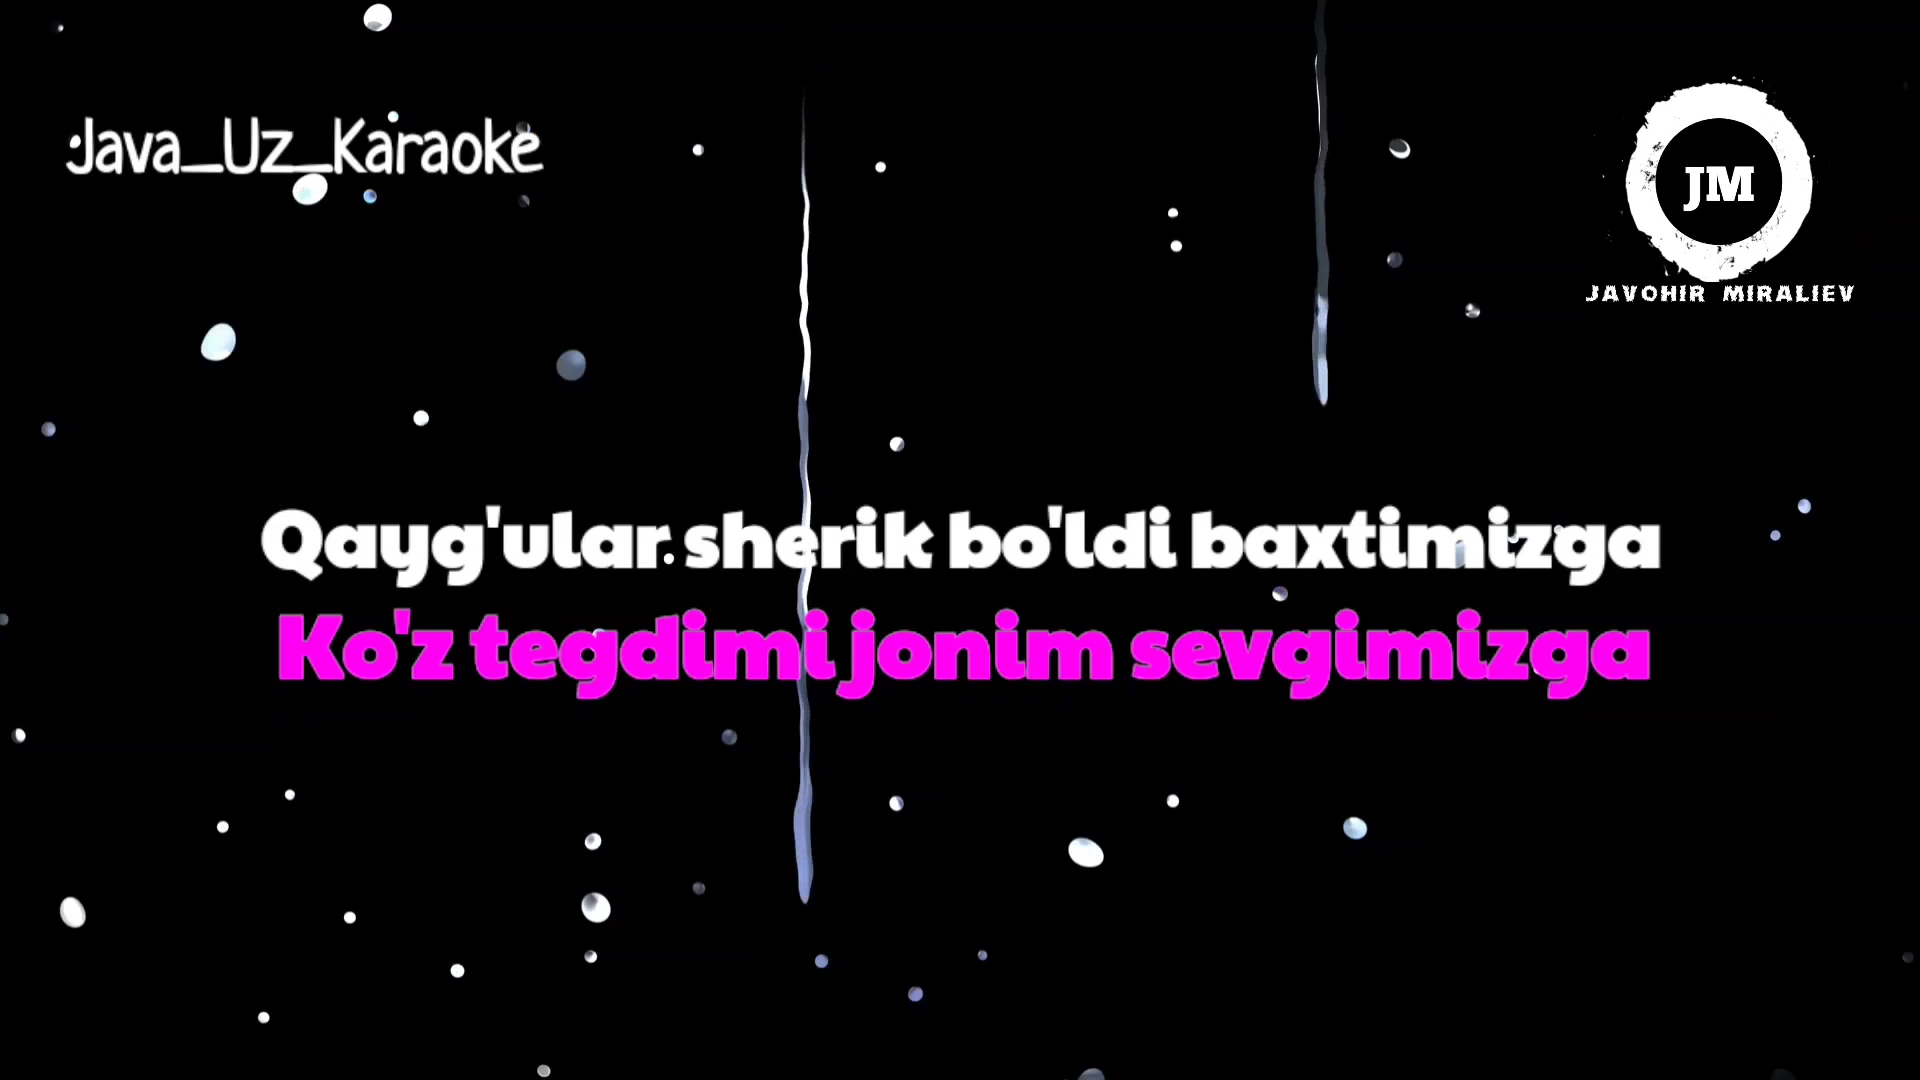 Java_Uz_Karaoke
JM
JAVOHIR MIRALIEV
Qayg'ular sherik bo'ldi baxtimizga
Ko'z tegdimi jonim sevgimizga